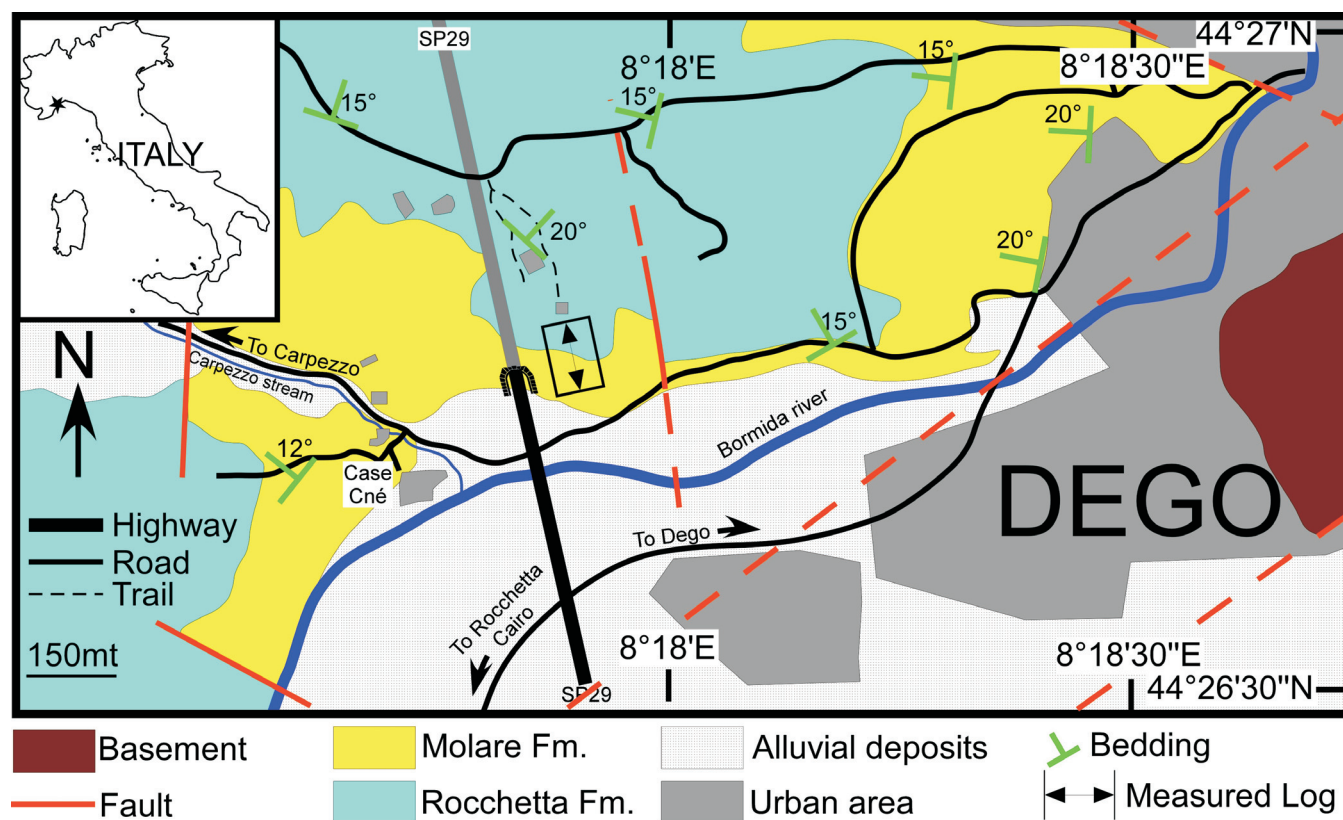 SP29
44°27'N
8°18'E
8°18'30"E
15°
15°
15°
20°
20°
20°
15°
12°
ITALY
N
To Carpezzo
Carpezzo stream
Case
Cné
Bormida river
DEGO
To Dego
To Rocchetta
Cairo
Highway
Road
Trail
150mt
SP29
8°18'E
8°18'30"E
44°26'30"N
Basement
Molare Fm.
Alluvial deposits
Bedding
Fault
Rocchetta Fm.
Urban area
Measured Log